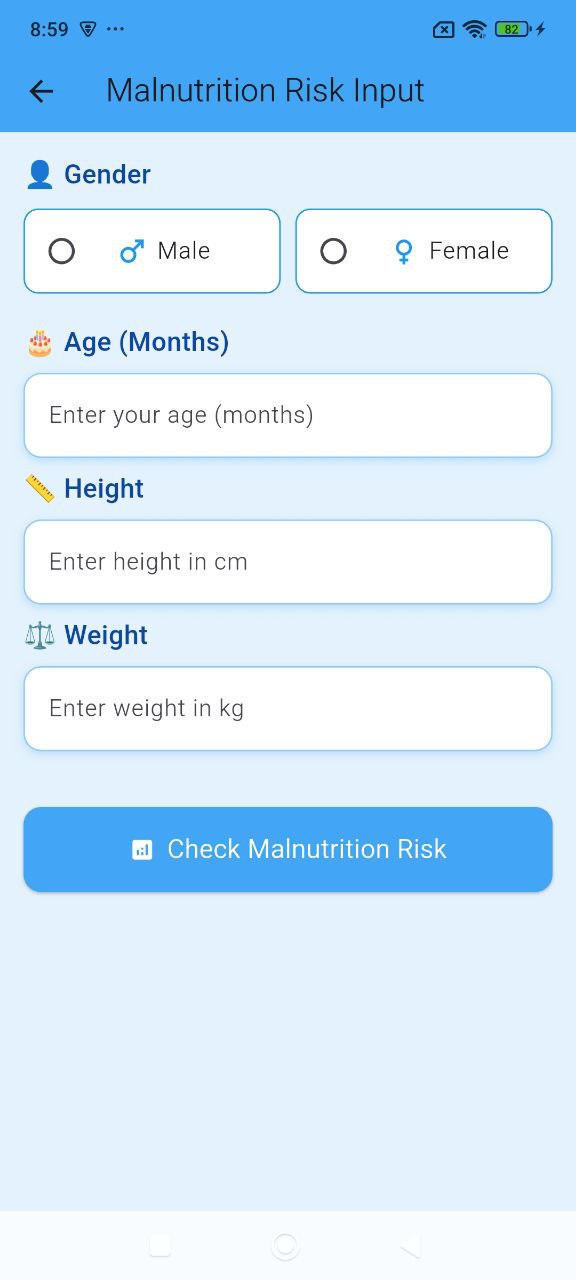 8:59
82
Malnutrition Risk Input
Gender
Male
Female
Age (Months)
Enter your age (months)
Height
Enter height in cm
Weight
Enter weight in kg
Check Malnutrition Risk